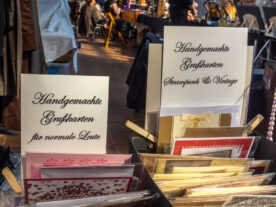 Handgemachte
Grußkarten
für normale Leute
Handgemachte
Grußkarten
Steampunk & Vintage